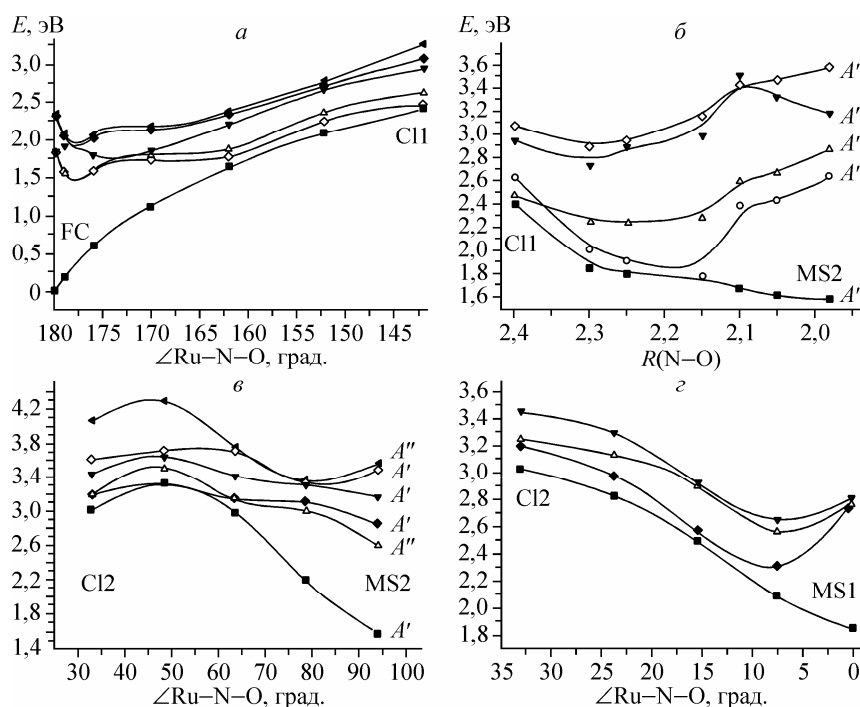 E, эВ
а
3,0
2,5
2,0
1,5
1,0
0,5
0
FC
CI1
180 175 170 165 160 155 150 145
∠Ru–N–O, град.
E, эВ
б
3,6
3,4
3,2
3,0
2,8
2,6
2,4
2,2
2,0
1,8
1,6
CI1
MS2
A′
A′
A′
A′
A′
2,4 2,3 2,2 2,1 2,0
R(N–O)
в
4,2
3,8
3,4
3,0
2,6
2,2
1,8
1,4
CI2
MS2
A″
A′
A′
A′
A″
A′
30 40 50 60 70 80 90 100
∠Ru–N–O, град.
г
3,6
3,4
3,2
3,0
2,8
2,6
2,4
2,2
2,0
1,8
CI2
MS1
35 30 25 20 15 10 5 0
∠Ru–N–O, град.